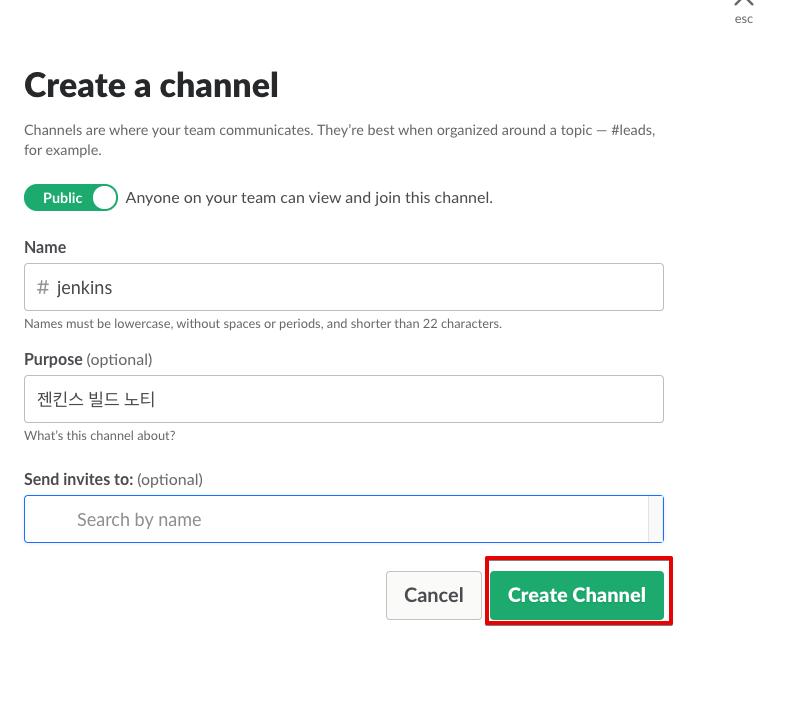 esc
Create a channel
Channels are where your team communicates. They're best when organized around a topic — #leads,
for example.
Public Anyone on your team can view and join this channel.
Name
# jenkins
Names must be lowercase, without spaces or periods, and shorter than 22 characters.
Purpose (optional)
젠킨스 빌드 노티
What's this channel about?
Send invites to: (optional)
Search by name
Cancel Create Channel